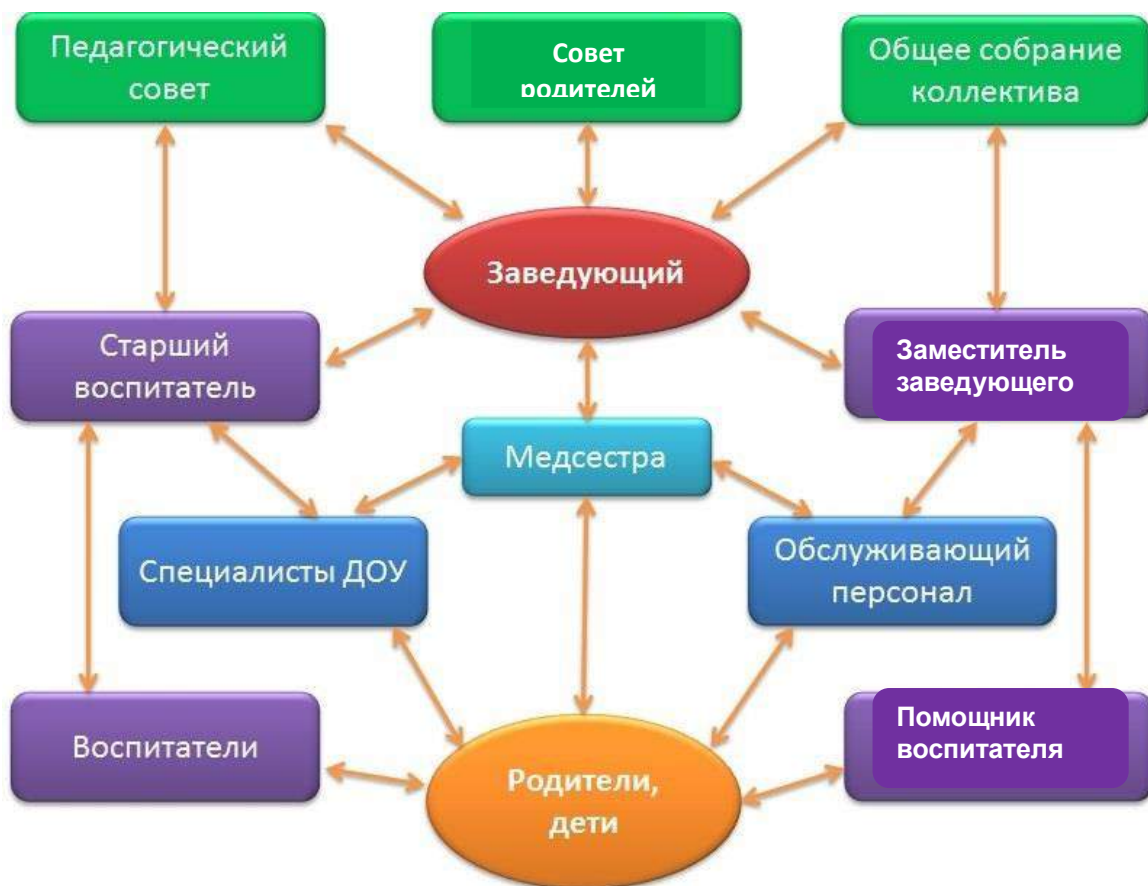 Педагогический
совет
Совет
родителей
Общее собрание
коллектива
Заведующий
Старший
воспитатель
Заместитель
заведующего
Медсестра
Специалисты ДОУ
Обслуживающий
персонал
Воспитатели
Помощник
воспитателя
Родители,
дети